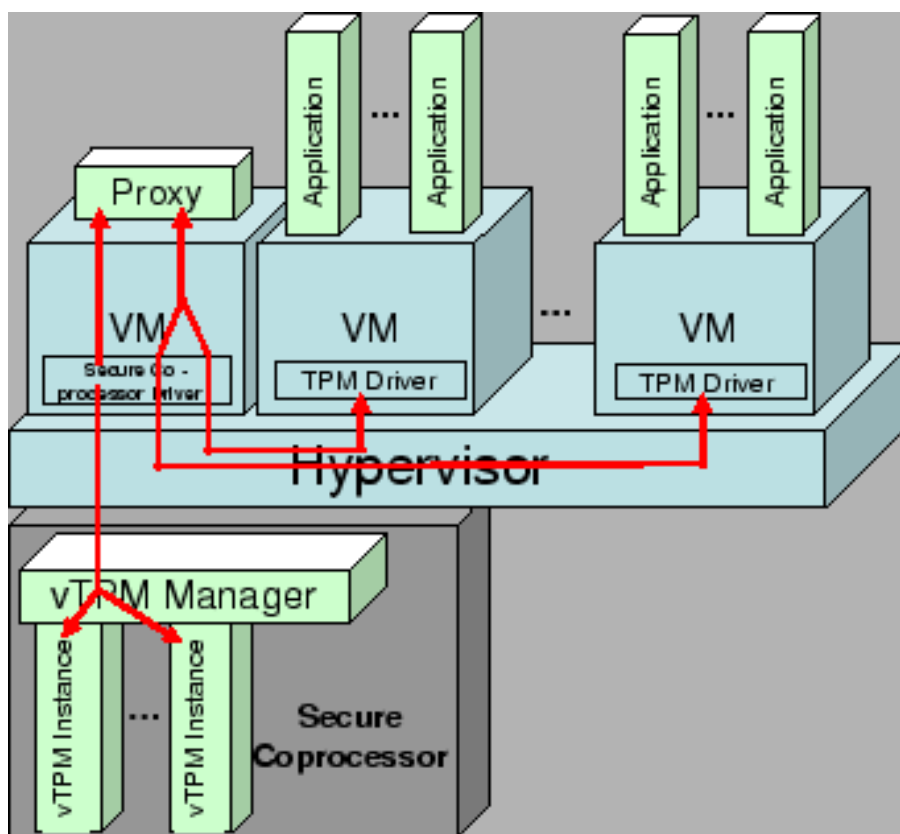 Application
...
Application
Application
...
Application
Proxy
VM
Secure Co -
processor Driver
VM
TPM Driver
...
VM
TPM Driver
Hypervisor
vTPM Manager
vTPM Instance
...
vTPM Instance
Secure
Coprocessor